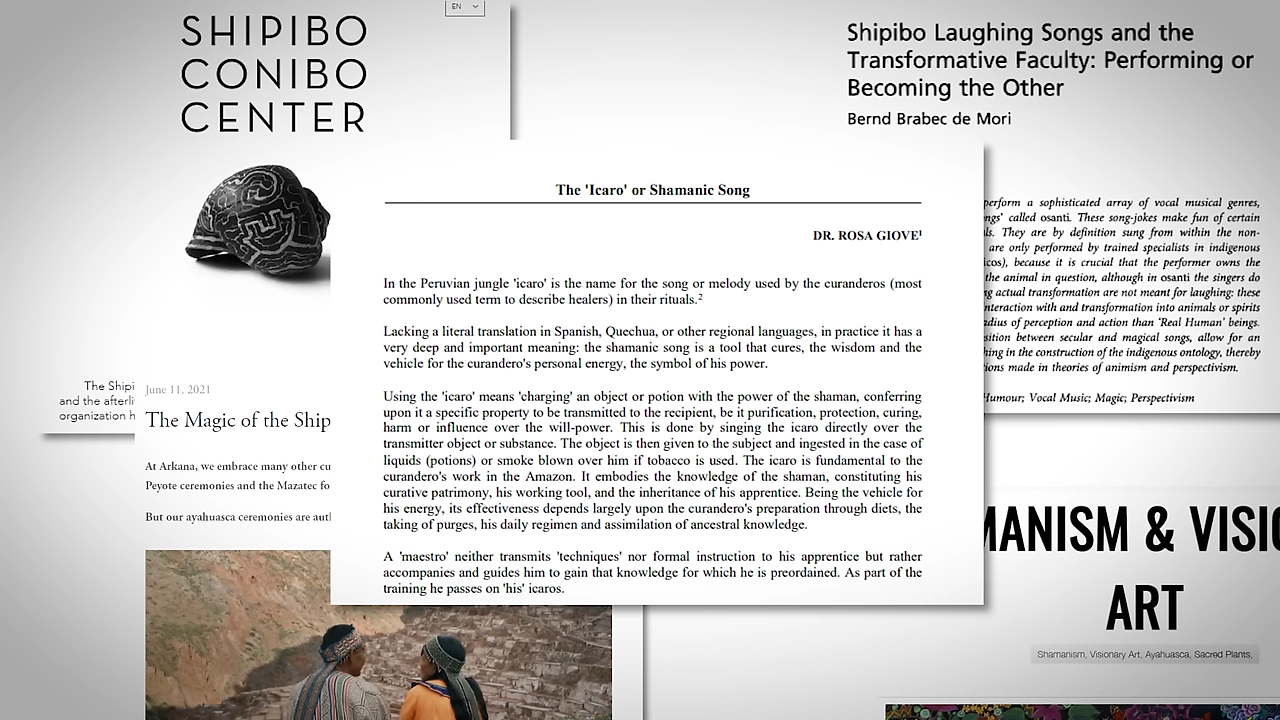 EN
SHIPIBO
CONIBO
CENTER
The Shipi
and the afterli
organization h
June 11, 2021
The Magic of the Ship
At Arkana, we embrace many other cu
Peyote ceremonies and the Mazatec fo
But our ayahuasca ceremonies are aut
The 'Icaro' or Shamanic Song
DR. ROSA GIOVE¹
In the Peruvian jungle 'icaro' is the name for the song or melody used by the curanderos (most
commonly used term to describe healers) in their rituals.²
Lacking a literal translation in Spanish, Quechua, or other regional languages, in practice it has a
very deep and important meaning: the shamanic song is a tool that cures, the wisdom and the
vehicle for the curandero's personal energy, the symbol of his power.
Using the 'icaro' means 'charging' an object or potion with the power of the shaman, conferring
upon it a specific property to be transmitted to the recipient, be it purification, protection, curing,
harm or influence over the will-power. This is done by singing the icaro directly over the
transmitter object or substance. The object is then given to the subject and ingested in the case of
liquids (potions) or smoke blown over him if tobacco is used. The icaro is fundamental to the
curandero's work in the Amazon. It embodies the knowledge of the shaman, constituting his
curative patrimony, his working tool, and the inheritance of his apprentice. Being the vehicle for
his energy, its effectiveness depends largely upon the curandero's preparation through diets, the
taking of purges, his daily regimen and assimilation of ancestral knowledge.
A 'maestro' neither transmits 'techniques' nor formal instruction to his apprentice but rather
accompanies and guides him to gain that knowledge for which he is preordained. As part of the
training he passes on 'his' icaros.
Shipibo Laughing Songs and the
Transformative Faculty: Performing or
Becoming the Other
Bernd Brabec de Mori
perform a sophisticated array of vocal musical genres,
ngs' called osanti. These song-jokes make fun of certain
ls. They are by definition sung from within the non-
are only performed by trained specialists in indigenous
icos), because it is crucial that the performer owns the
the animal in question, although in osanti the singers do
ng actual transformation are not meant for laughing: these
nteraction with and transformation into animals or spirits
adius of perception and action than 'Real Human' beings.
sition between secular and magical songs, allow for an
hing in the construction of the indigenous ontology, thereby
ions made in theories of animism and perspectivism.
Humour; Vocal Music; Magic; Perspectivism
MANISM & VISIO
ART
Shamanism, Visionary Art, Ayahuasca, Sacred Plants,